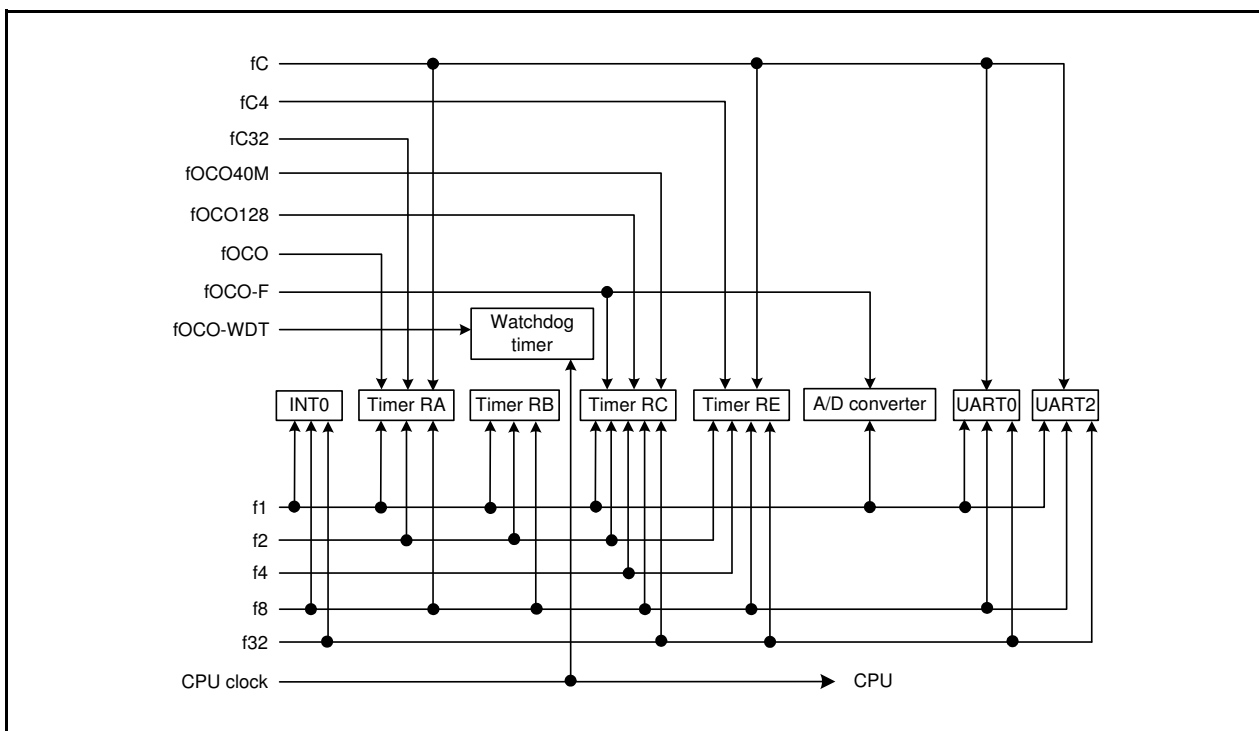 fC
fC4
fC32
fOCO40M
fOCO128
fOCO
fOCO-F
fOCO-WDT
Watchdog
timer
INT0
Timer RA
Timer RB
Timer RC
Timer RE
A/D converter
UART0
UART2
f1
f2
f4
f8
f32
CPU clock
CPU